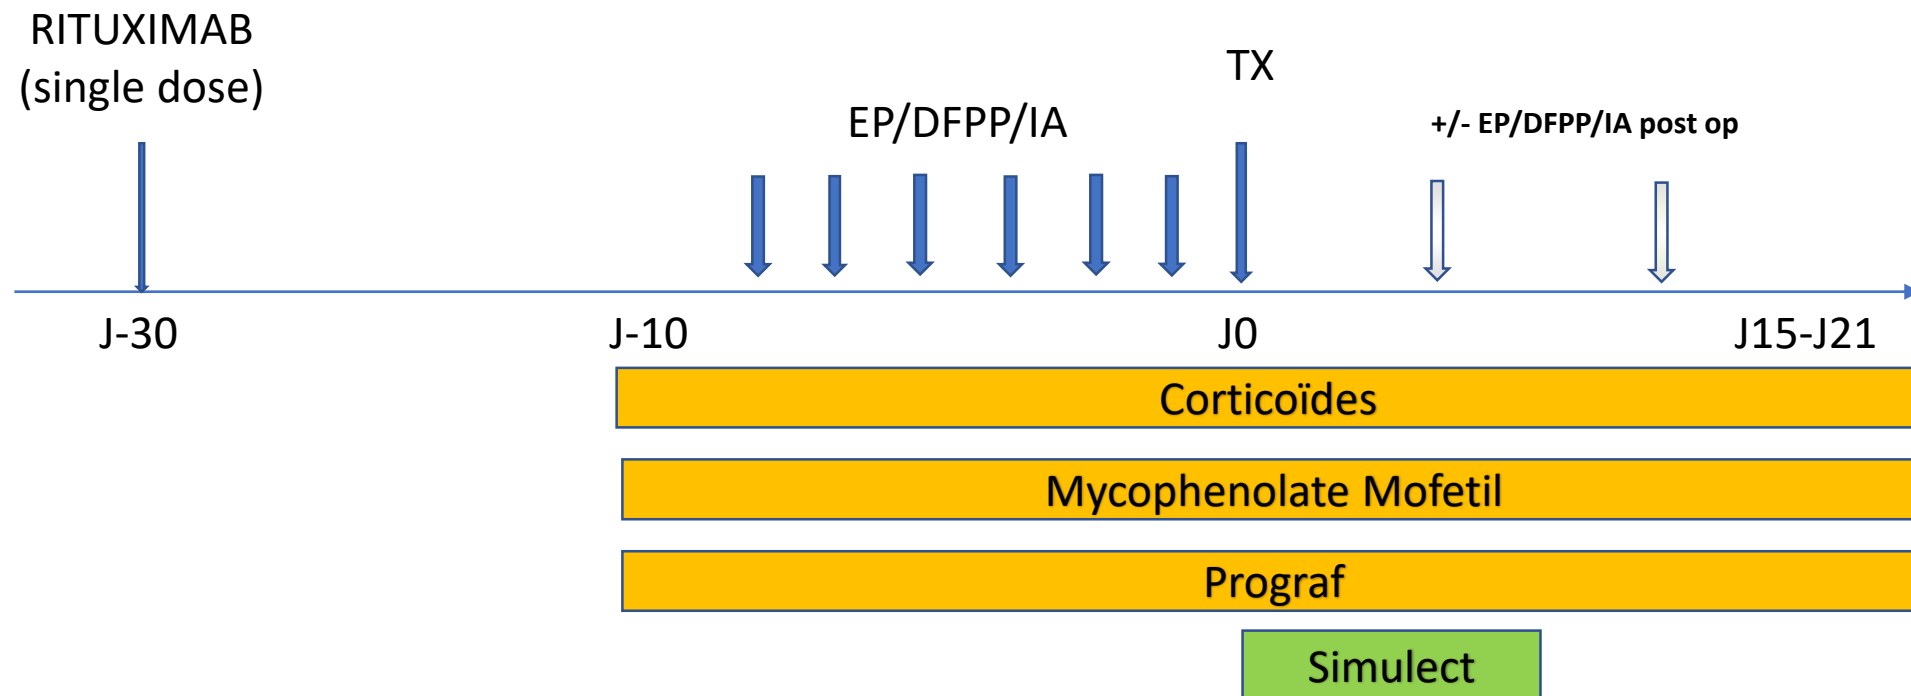 RITUXIMAB
(single dose)
EP/DFPP/IA
TX
+/- EP/DFPP/IA post op
J-30
J-10
J0
J15-J21
Corticoïdes
Mycophenolate Mofetil
Prograf
Simulect